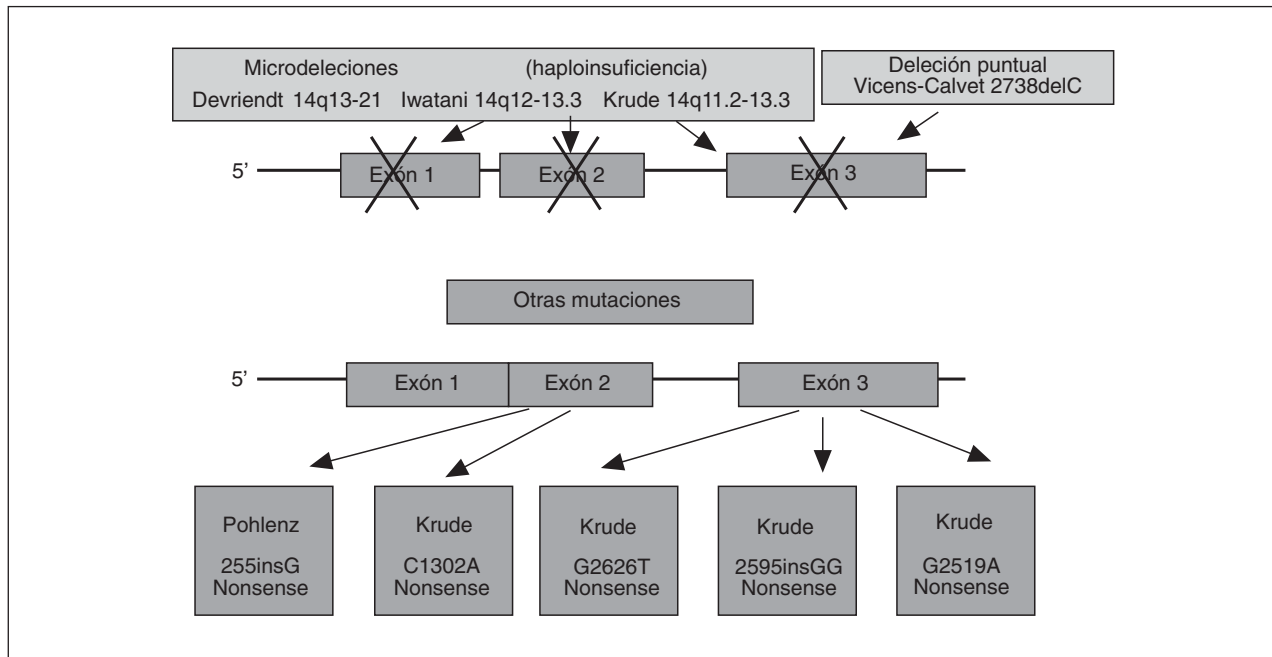 Microdeleciones (haploinsuficiencia)
Devriendt 14q13-21 Iwatani 14q12-13.3 Krude 14q11.2-13.3
Deleción puntual
Vicens-Calvet 2738delC
5’
Exón 1
Exón 2
Exón 3
Otras mutaciones
5’
Exón 1
Exón 2
Exón 3
Pohlenz
255insG
Nonsense
Krude
C1302A
Nonsense
Krude
G2626T
Nonsense
Krude
2595insGG
Nonsense
Krude
G2519A
Nonsense